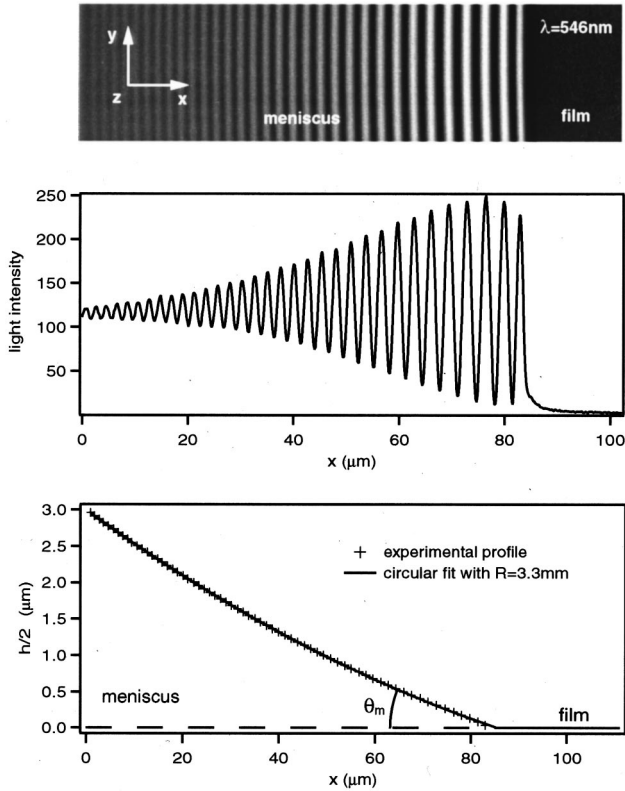 λ=546nm
y
z
x
meniscus
film
250
200
150
100
50
light intensity
0
20
40
60
80
100
x (μm)
3.0
2.5
2.0
1.5
1.0
0.5
0.0
h/2 (μm)
+ experimental profile
— circular fit with R=3.3mm
meniscus
θm
film
0
20
40
60
80
100
x (μm)